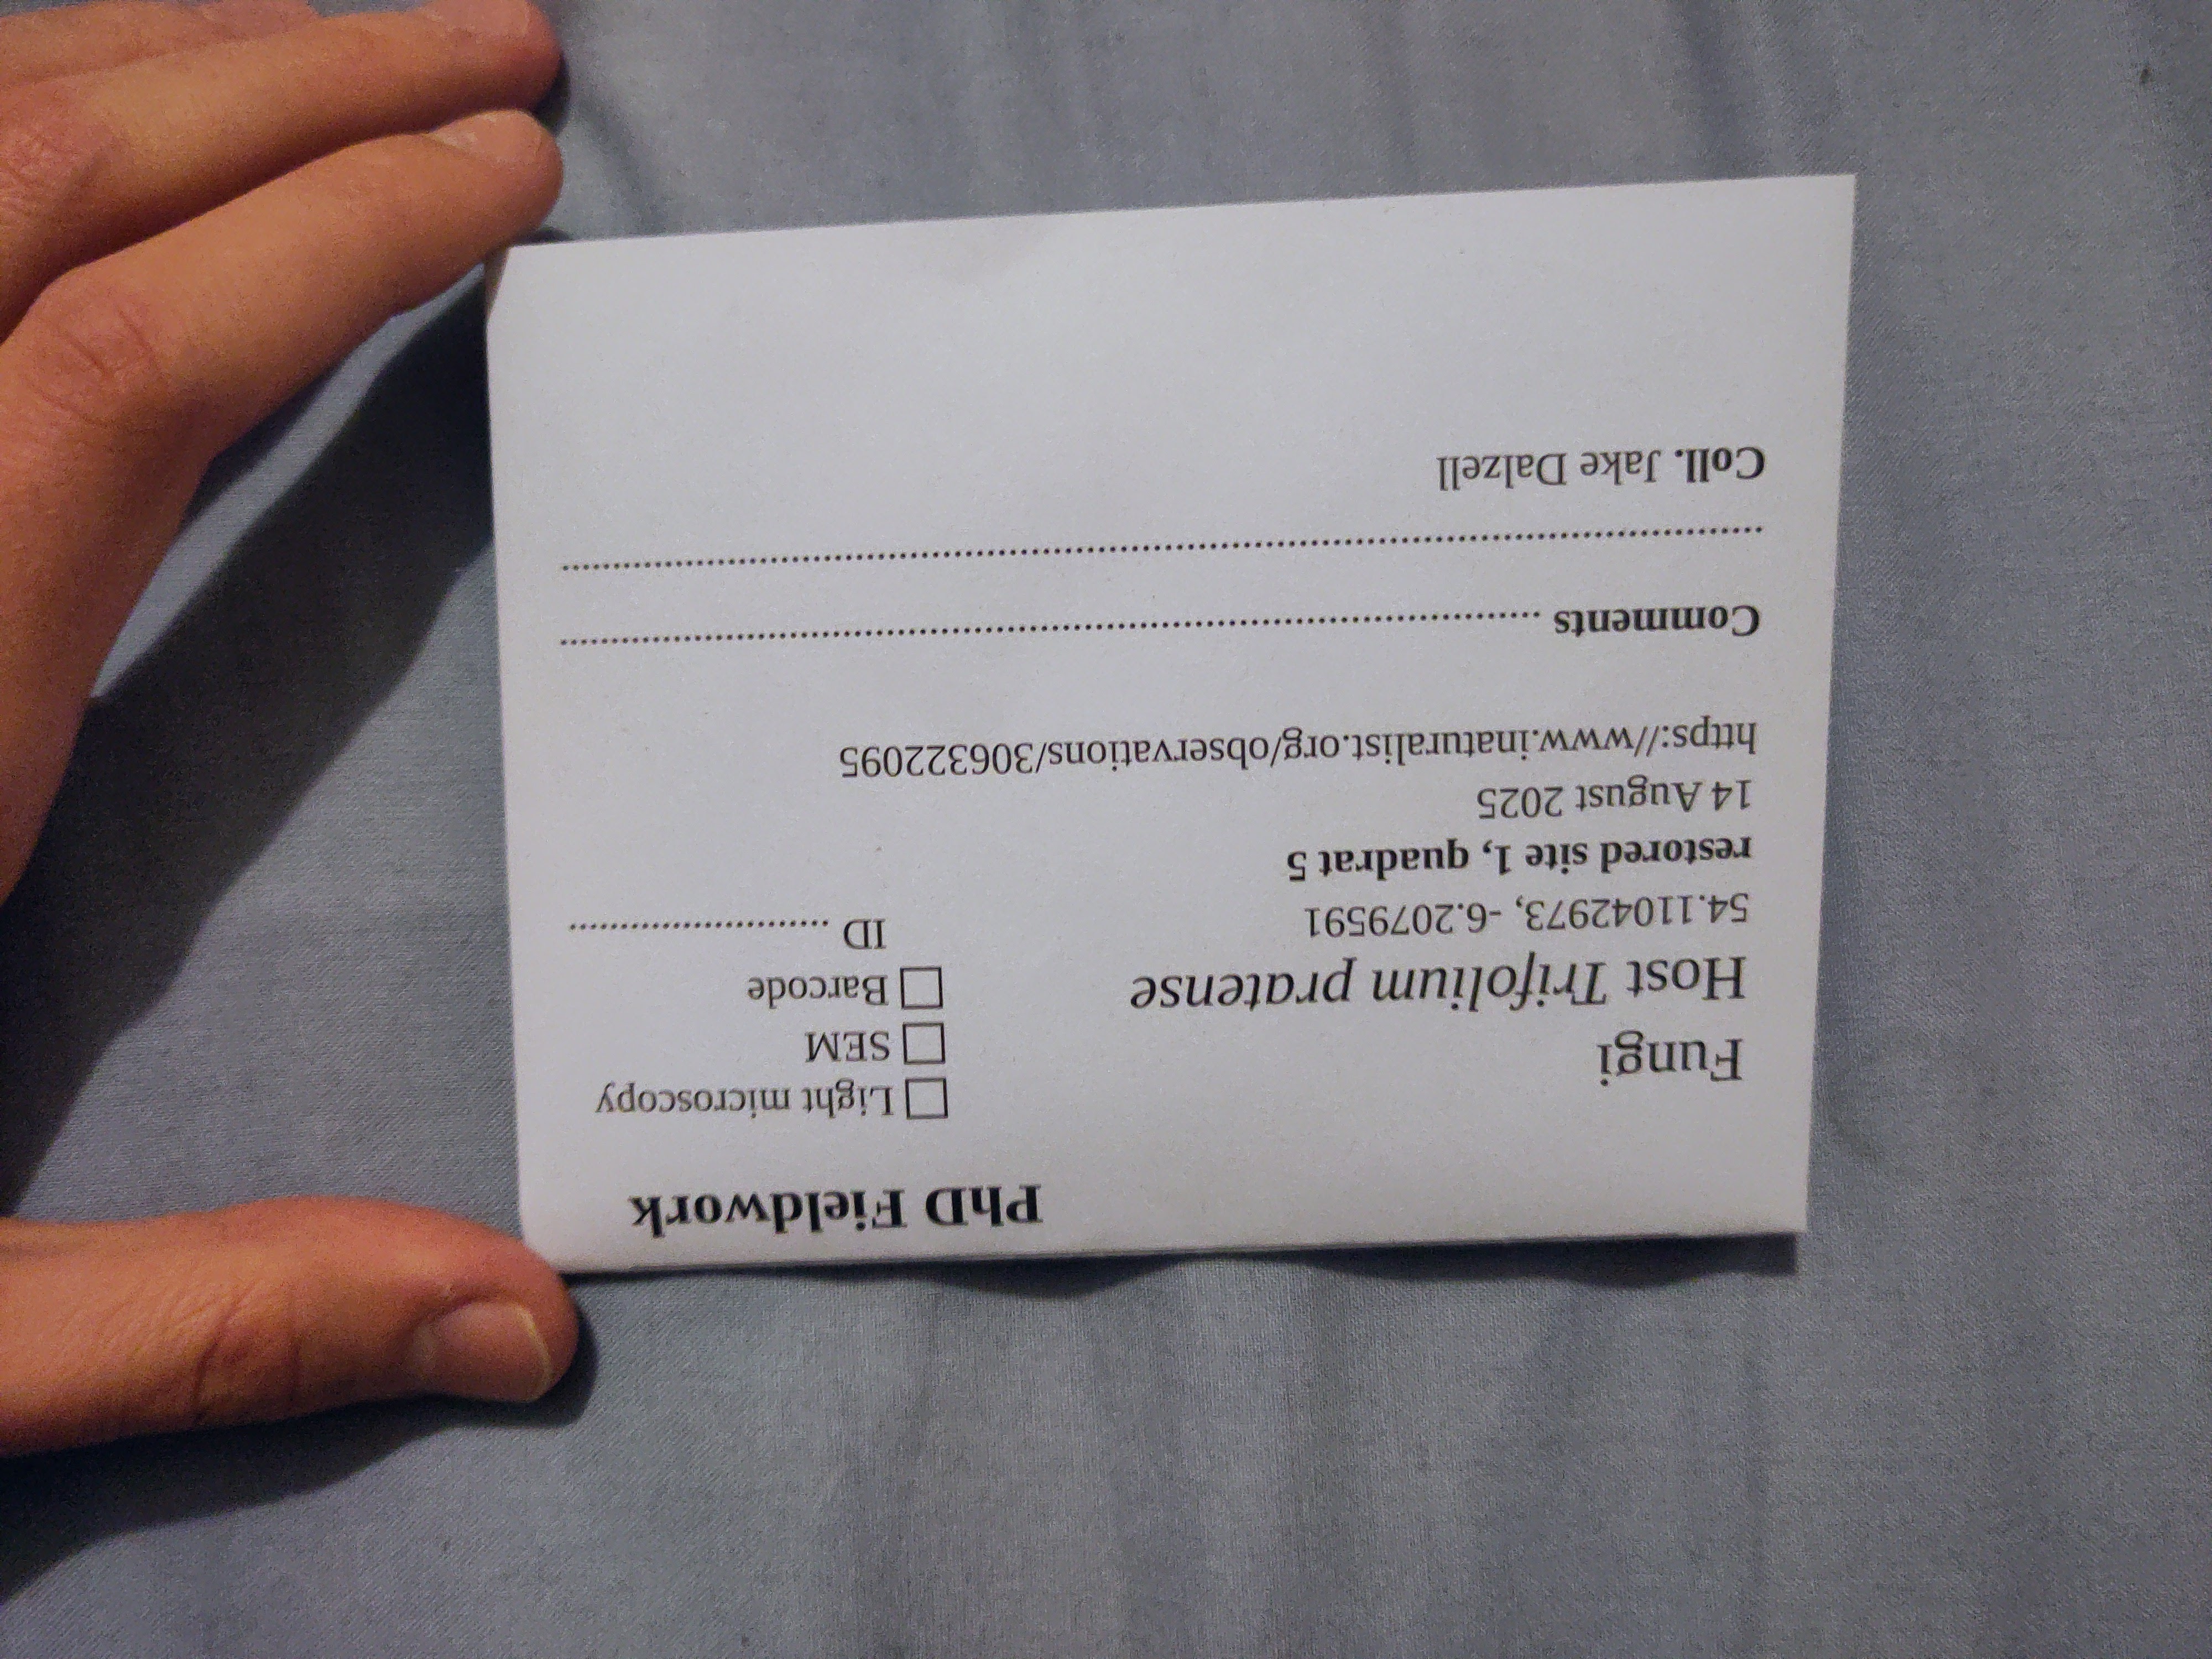 PhD Fieldwork
Fungi
Host Trifolium pratense
54.11042973, -6.2079591
restored site 1, quadrat 5
14 August 2025
https://www.inaturalist.org/observations/306322095
☐ Light microscopy
☐ SEM
☐ Barcode
ID ..........................
Comments ................................................................................
..............................................................................................
Coll. Jake Dalzell